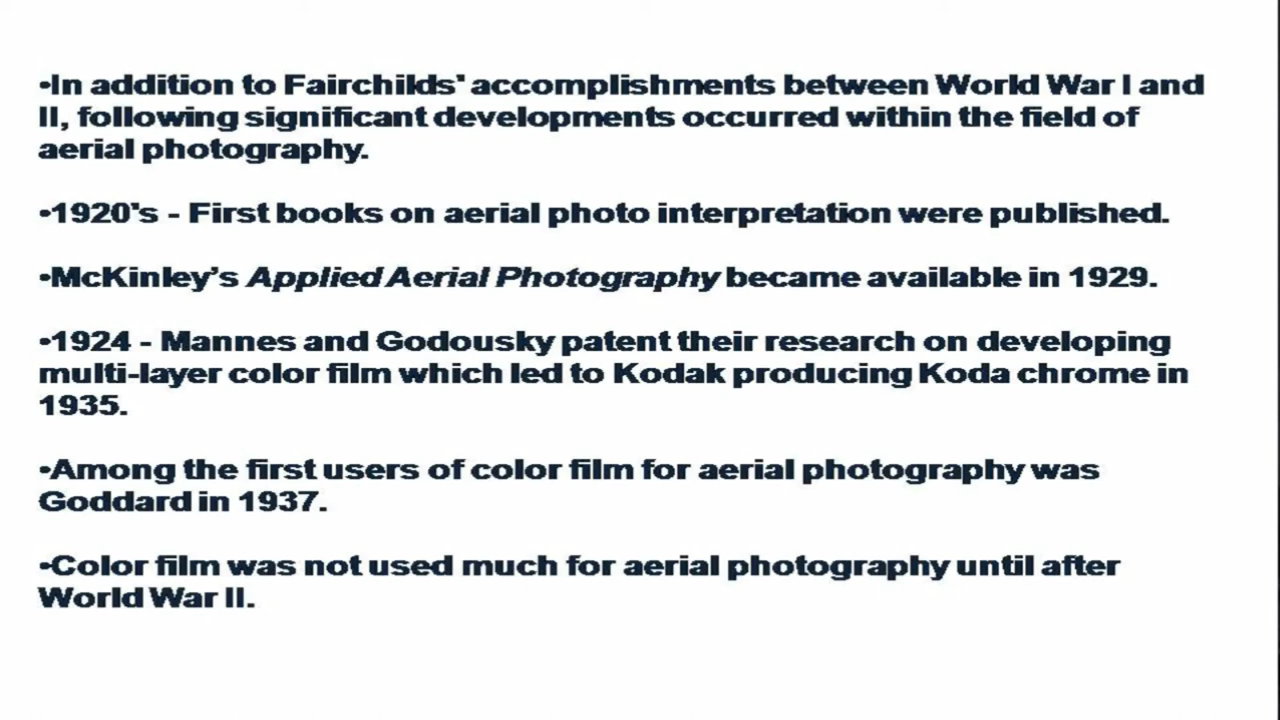 •In addition to Fairchilds' accomplishments between World War I and
II, following significant developments occurred within the field of
aerial photography.
•1920's - First books on aerial photo interpretation were published.
•McKinley’s Applied Aerial Photography became available in 1929.
•1924 - Mannes and Godousky patent their research on developing
multi-layer color film which led to Kodak producing Koda chrome in
1935.
•Among the first users of color film for aerial photography was
Goddard in 1937.
•Color film was not used much for aerial photography until after
World War II.